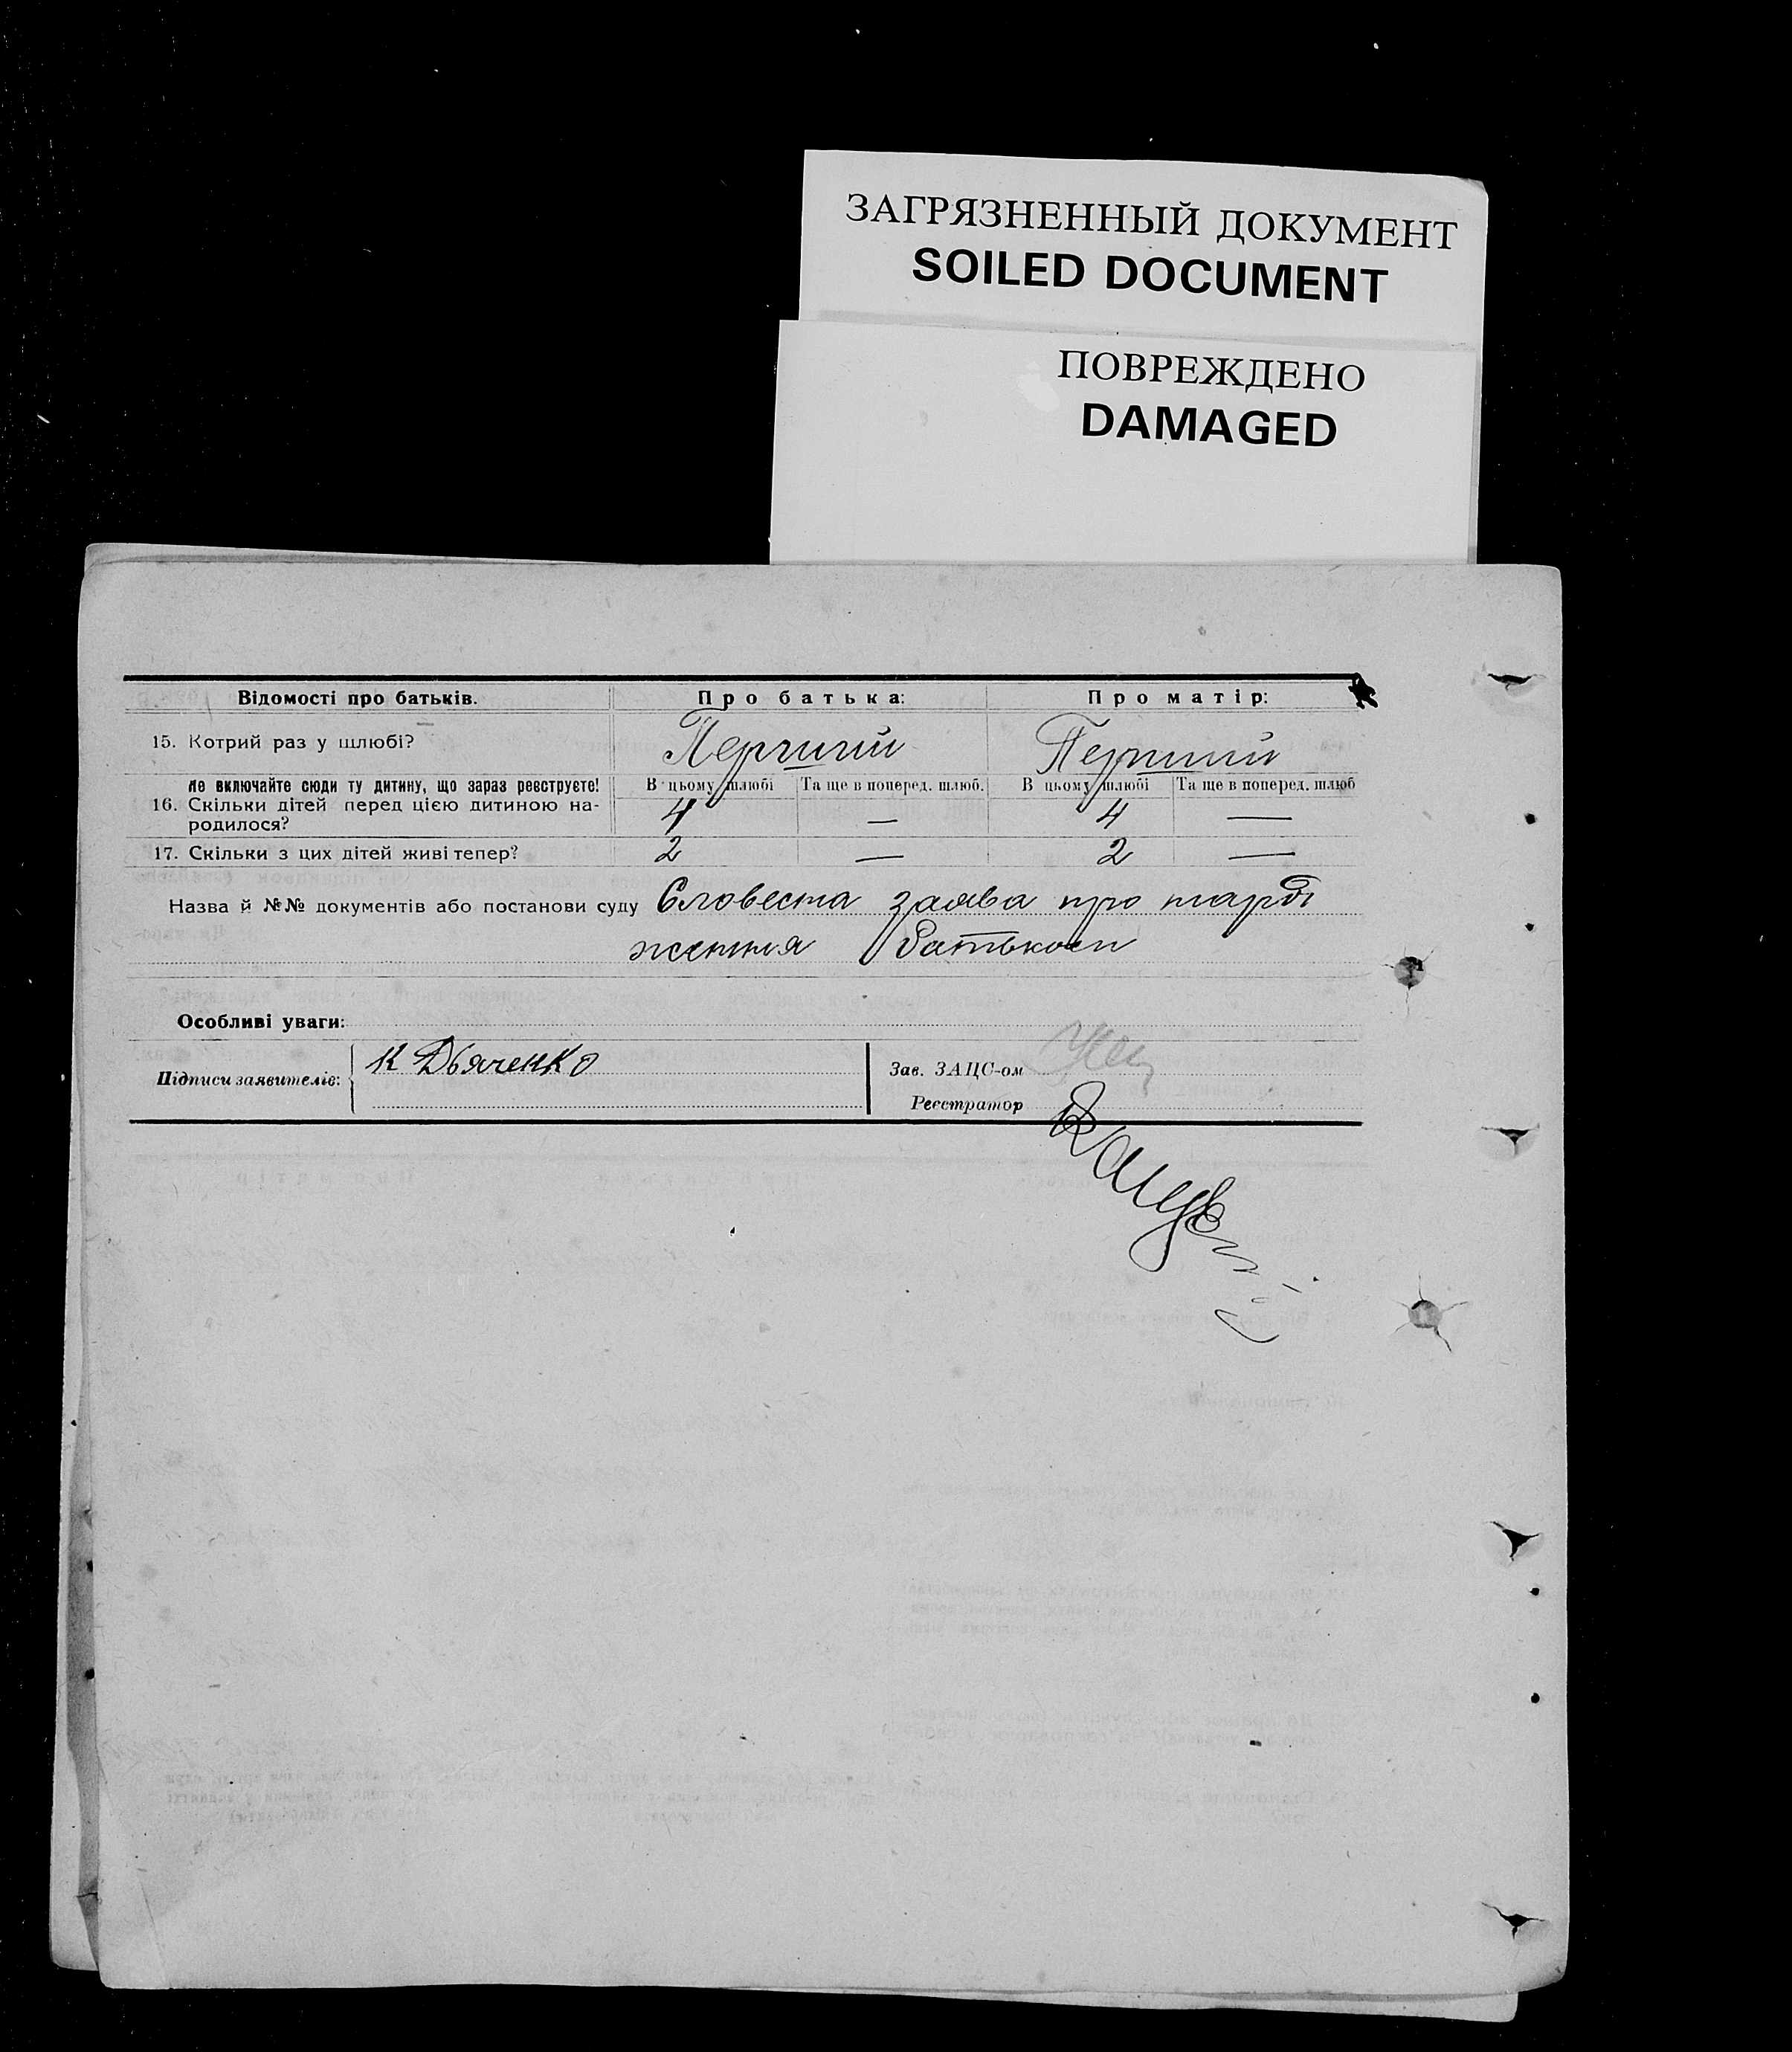 ЗАГРЯЗНЕННЫЙ ДОКУМЕНТ
SOILED DOCUMENT
ПОВРЕЖДЕНО
DAMAGED
Відомості про батьків. Про батька: Про матір:
15. Котрий раз у шлюбі? Перший Перший
Не включайте сюди ту дитину, що зараз реєструєте! В цьому шлюбі Та ще в поперед. шлюб. В цьому шлюбі Та ще в поперед. шлюб
16. Скільки дітей перед цією дитиною на-
родилося? 4 — 4 —
17. Скільки з цих дітей живі тепер? 2 — 2 —
Назва й №№ документів або постанови суду Словесна заява про народ
ження батьком
Особливі уваги:
Підписи заявителів: К Дьяченко Зав. ЗАЦС-ом
Реєстратор